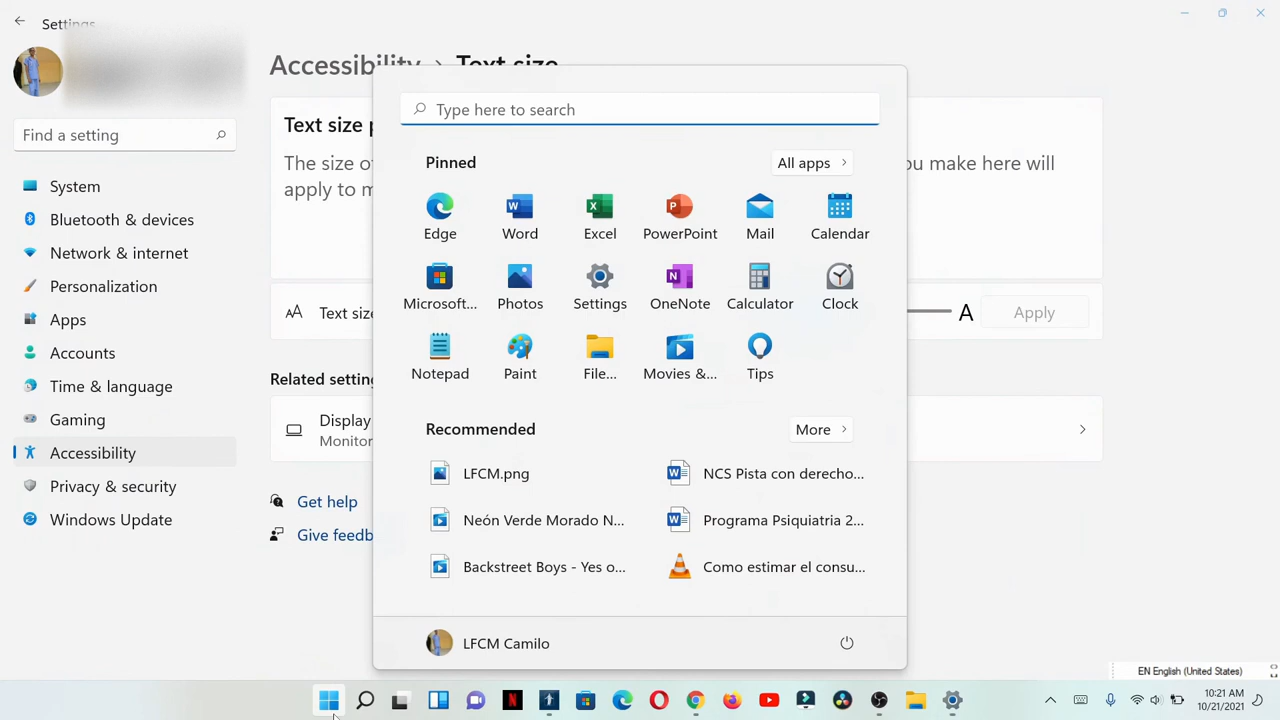 Settings
Accessibility > Text size
Find a setting
System
Bluetooth & devices
Network & internet
Personalization
Apps
Accounts
Time & language
Gaming
Accessibility
Privacy & security
Windows Update
Text size p
The size of
ou make here will
apply to m
A Text size
A Apply
Related setting
Display
Monitor
Get help
Give feedb
Type here to search
Pinned
All apps >
Edge
Word
Excel
PowerPoint
Mail
Calendar
Microsoft...
Photos
Settings
OneNote
Calculator
Clock
Notepad
Paint
File...
Movies &...
Tips
Recommended
More >
LFCM.png
NCS Pista con derecho...
Neón Verde Morado N...
Programa Psiquiatria 2...
Backstreet Boys - Yes o...
Como estimar el consu...
LFCM Camilo
EN English (United States)
10:21 AM
10/21/2021